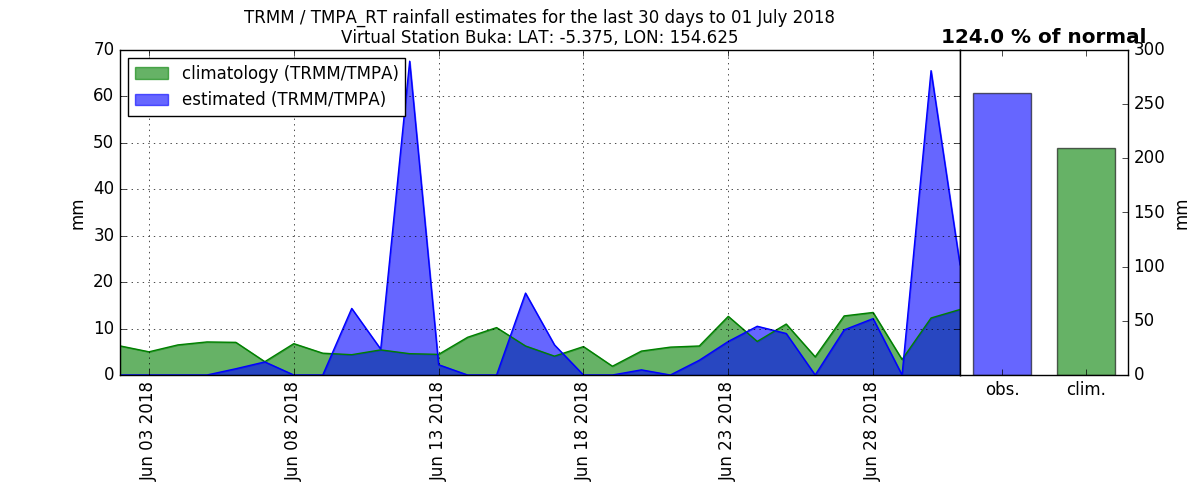 TRMM / TMPA_RT rainfall estimates for the last 30 days to 01 July 2018
Virtual Station Buka: LAT: -5.375, LON: 154.625
124.0 % of normal
climatology (TRMM/TMPA)
estimated (TRMM/TMPA)
70
60
50
40
30
20
10
0
mm
Jun 03 2018
Jun 08 2018
Jun 13 2018
Jun 18 2018
Jun 23 2018
Jun 28 2018
300
250
200
150
100
50
0
mm
obs.
clim.